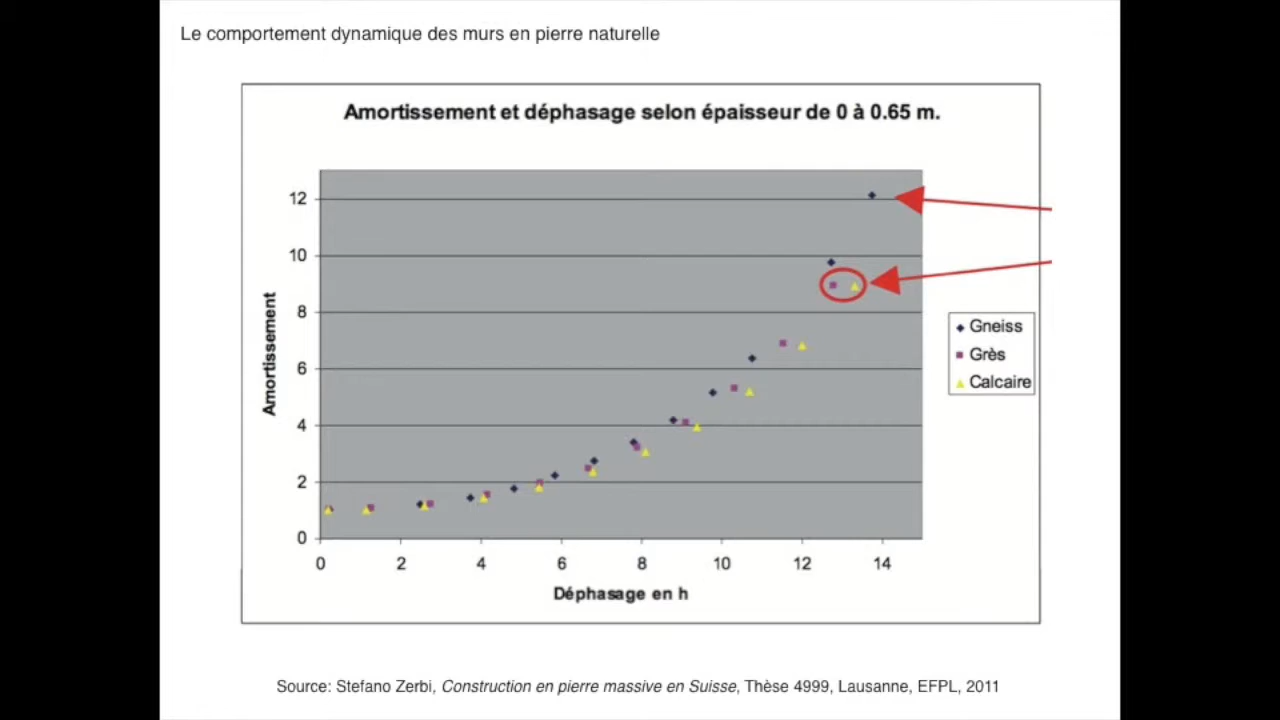 Le comportement dynamique des murs en pierre naturelle
Amortissement et déphasage selon épaisseur de 0 à 0.65 m.
12
10
8
6
4
2
0
Amortissement
0 2 4 6 8 10 12 14
Déphasage en h
Gneiss
Grès
Calcaire
Source: Stefano Zerbi, Construction en pierre massive en Suisse, Thèse 4999, Lausanne, EFPL, 2011